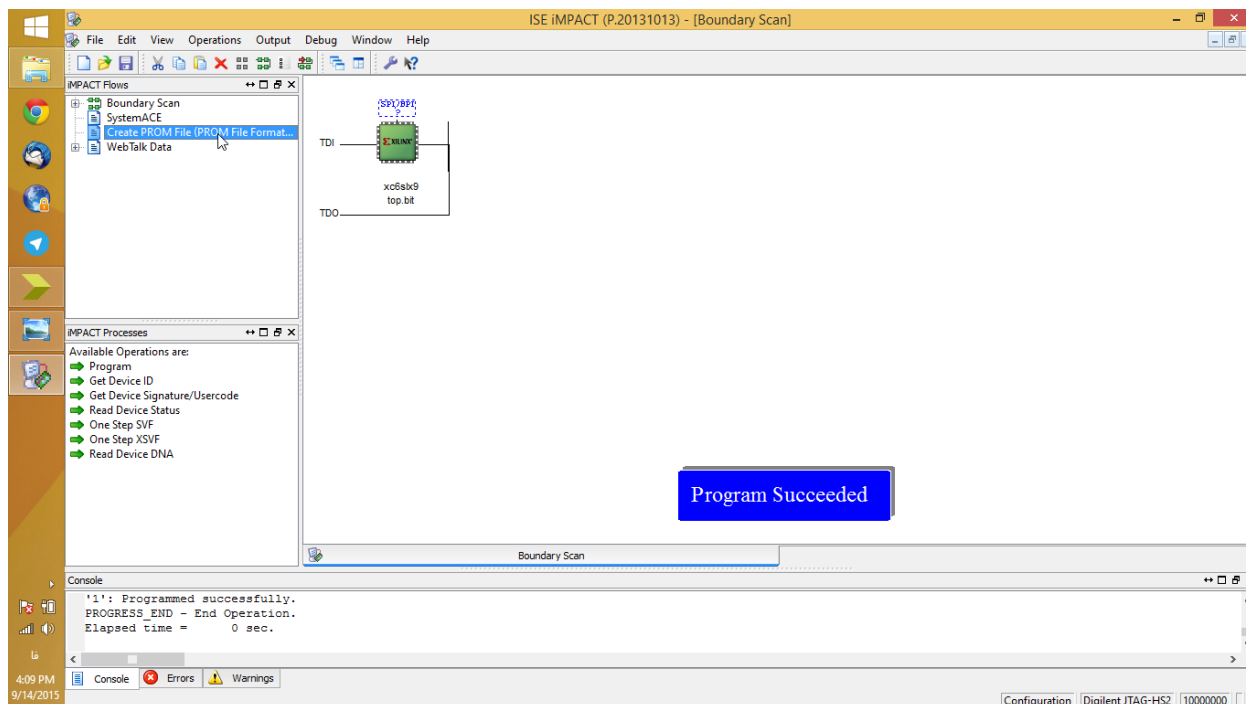 ISE iMPACT (P.20131013) - [Boundary Scan]
File Edit View Operations Output Debug Window Help
iMPACT Flows
Boundary Scan
SystemACE
Create PROM File (PROM File Format...
WebTalk Data
SPI/BPI
?
TDI
XILINX
xc6slx9
top.bit
TDO
iMPACT Processes
Available Operations are:
Program
Get Device ID
Get Device Signature/Usercode
Read Device Status
One Step SVF
One Step XSVF
Read Device DNA
Program Succeeded
Boundary Scan
Console
'1': Programmed successfully.
PROGRESS_END - End Operation.
Elapsed time =      0 sec.
Console Errors Warnings
Configuration Digilent JTAG-HS2 10000000
فا
4:09 PM
9/14/2015